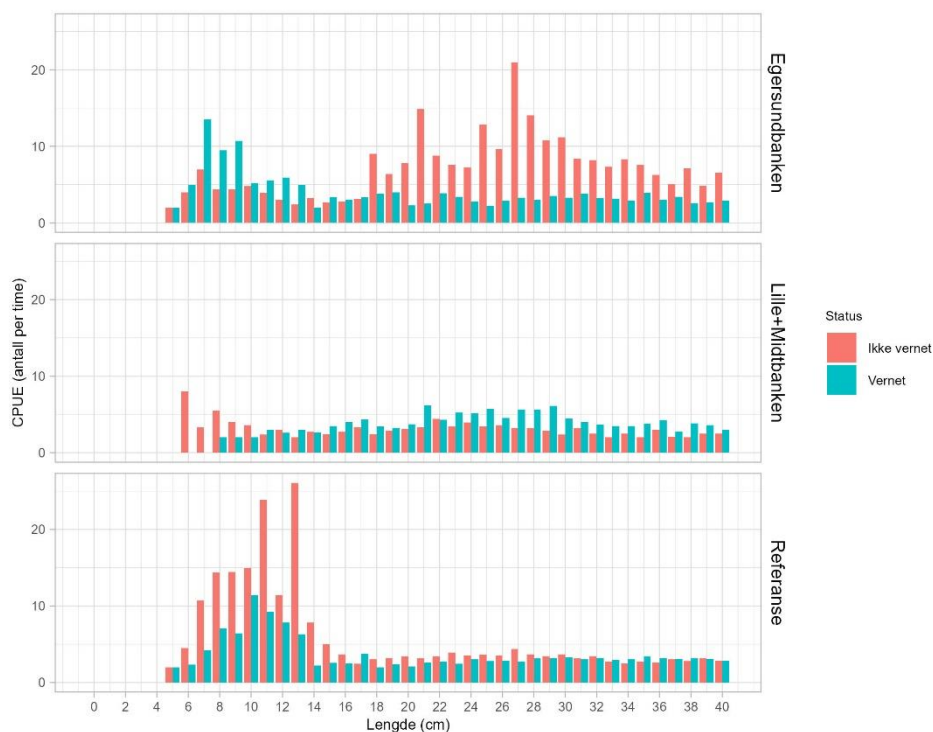 20
10
0
Egersundbanken
20
10
0
Lille+Midtbanken
20
10
0
Referanse
CPUE (antall per time)
0 2 4 6 8 10 12 14 16 18 20 22 24 26 28 30 32 34 36 38 40
Lengde (cm)
Status
Ikke vernet
Vernet